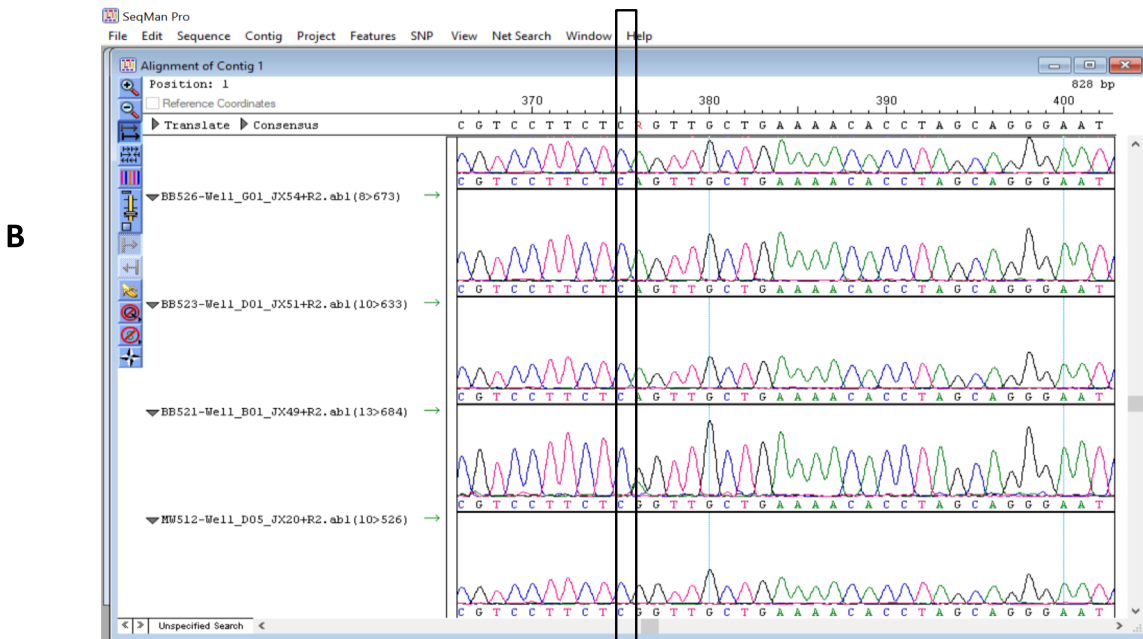 SeqMan Pro
File Edit Sequence Contig Project Features SNP View Net Search Window Help
Alignment of Contig 1
Position: 1
828 bp
Reference Coordinates
370 380 390 400
Translate Consensus
C G T C C T T C T C R G T T G C T G A A A A C A C C T A G C A G G G A A T
C G T C C T T C T C A G T T G C T G A A A A C A C C T A G C A G G G A A T
BB526-Well_G01_JX54+R2.ab1(8>673)
B
C G T C C T T C T C A G T T G C T G A A A A C A C C T A G C A G G G A A T
BB523-Well_D01_JX51+R2.ab1(10>633)
C G T C C T T C T C A G T T G C T G A A A A C A C C T A G C A G G G A A T
BB521-Well_B01_JX49+R2.ab1(13>684)
C G T C C T T C T C G G T T G C T G A A A A C A C C T A G C A G G G A A T
MW512-Well_D05_JX20+R2.ab1(10>526)
C G T C C T T C T C G G T T G C T G A A A A C A C C T A G C A G G G A A T
Unspecified Search